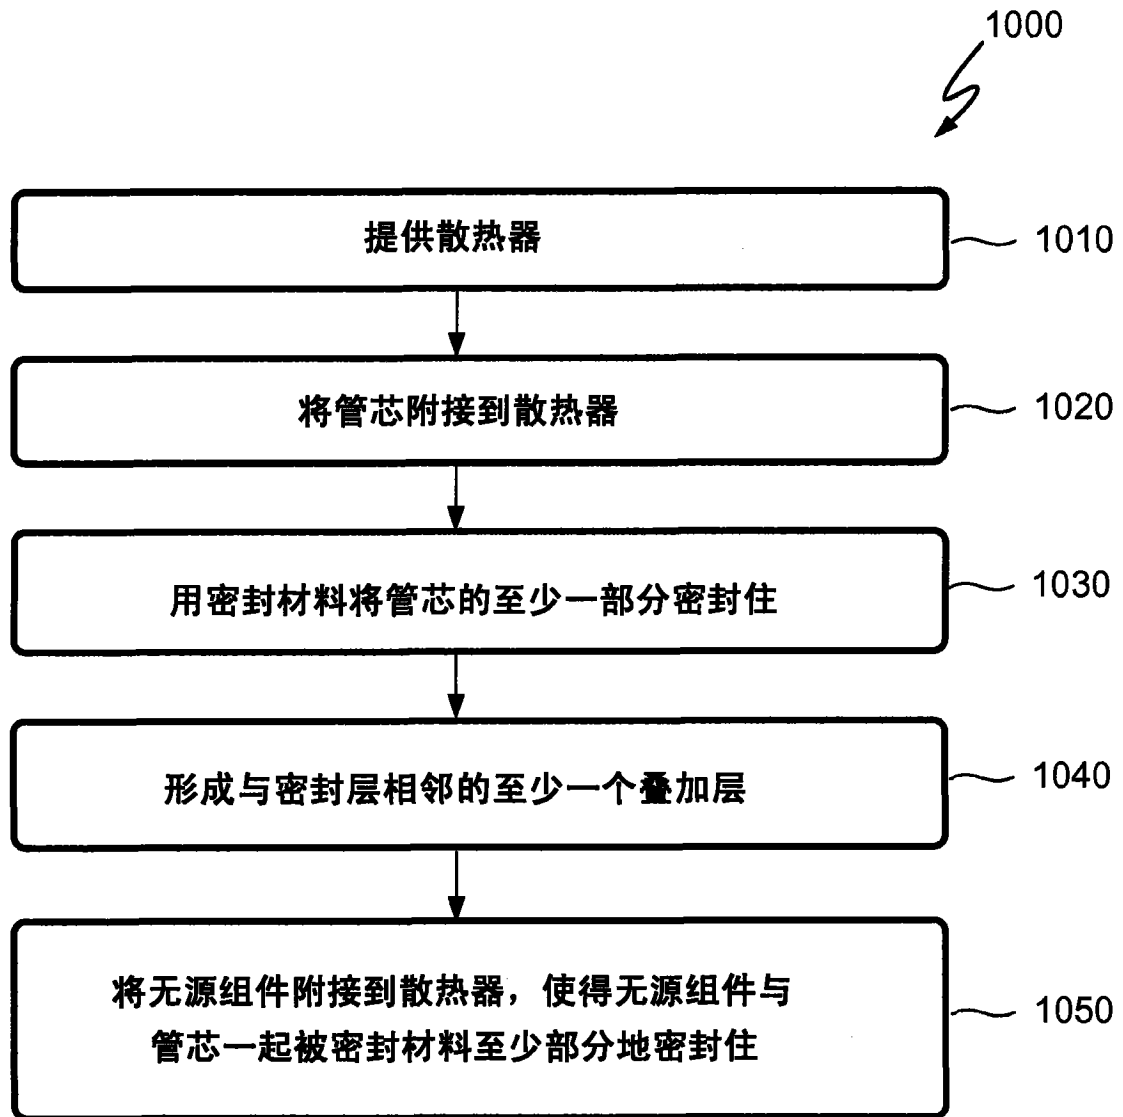 1000
提供散热器
1010
将管芯附接到散热器
1020
用密封材料将管芯的至少一部分密封住
1030
形成与密封层相邻的至少一个叠加层
1040
将无源组件附接到散热器，使得无源组件与
管芯一起被密封材料至少部分地密封住
1050